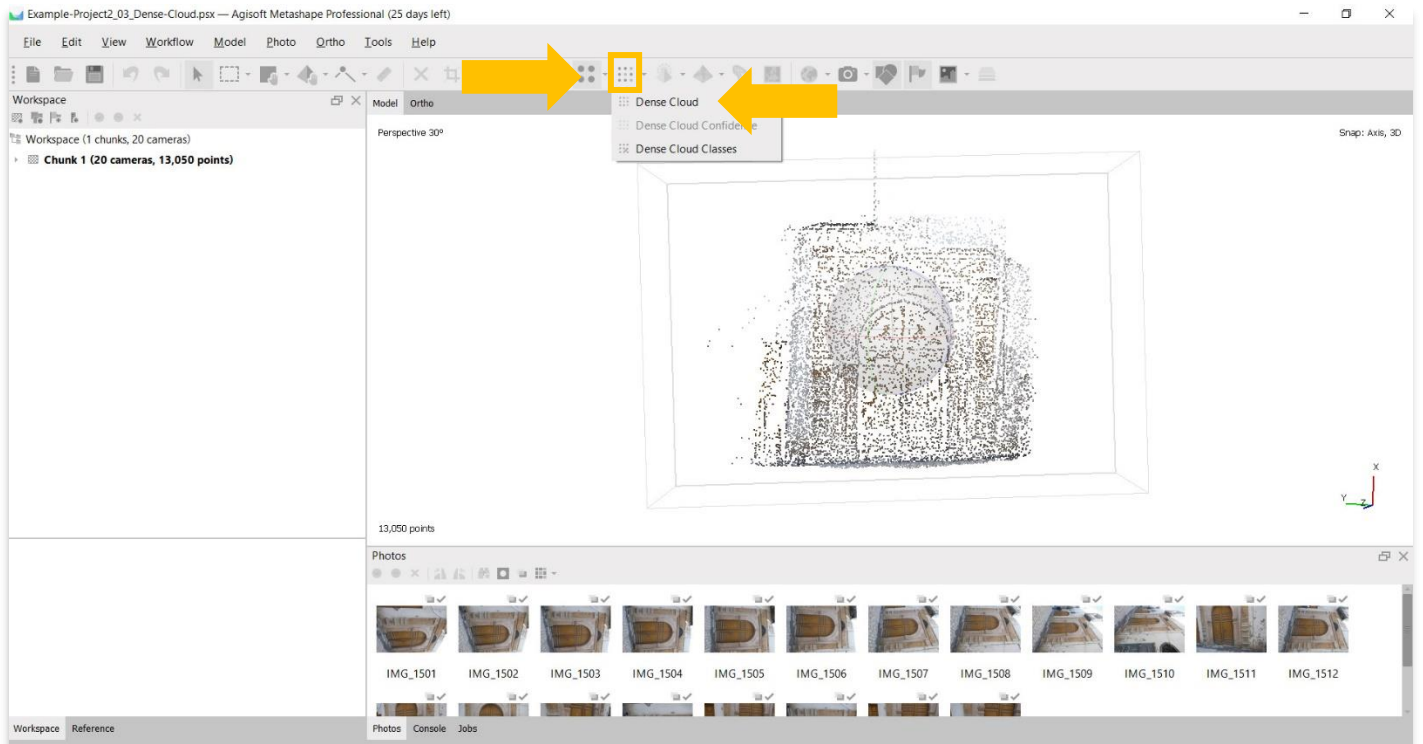 Example-Project2_03_Dense-Cloud.psx — Agisoft Metashape Professional (25 days left)
File Edit View Workflow Model Photo Ortho Tools Help
Workspace
Workspace (1 chunks, 20 cameras)
Chunk 1 (20 cameras, 13,050 points)
Model Ortho
Dense Cloud
Dense Cloud Confidence
Dense Cloud Classes
Perspective 30°
Snap: Axis, 3D
X
Y
Z
13,050 points
Photos
IMG_1501 IMG_1502 IMG_1503 IMG_1504 IMG_1505 IMG_1506 IMG_1507 IMG_1508 IMG_1509 IMG_1510 IMG_1511 IMG_1512
Workspace Reference
Photos Console Jobs